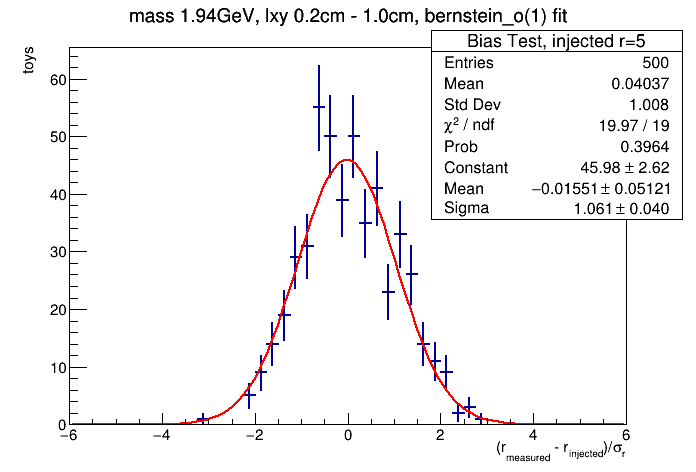 mass 1.94GeV, lxy 0.2cm - 1.0cm, bernstein_o(1) fit
toys
Bias Test, injected r=5
Entries 500
Mean 0.04037
Std Dev 1.008
χ² / ndf 19.97 / 19
Prob 0.3964
Constant 45.98 ± 2.62
Mean −0.01551 ± 0.05121
Sigma 1.061 ± 0.040
60
50
40
30
20
10
0
−6 −4 −2 0 2 4 6
(r_measured - r_injected)/σ_r